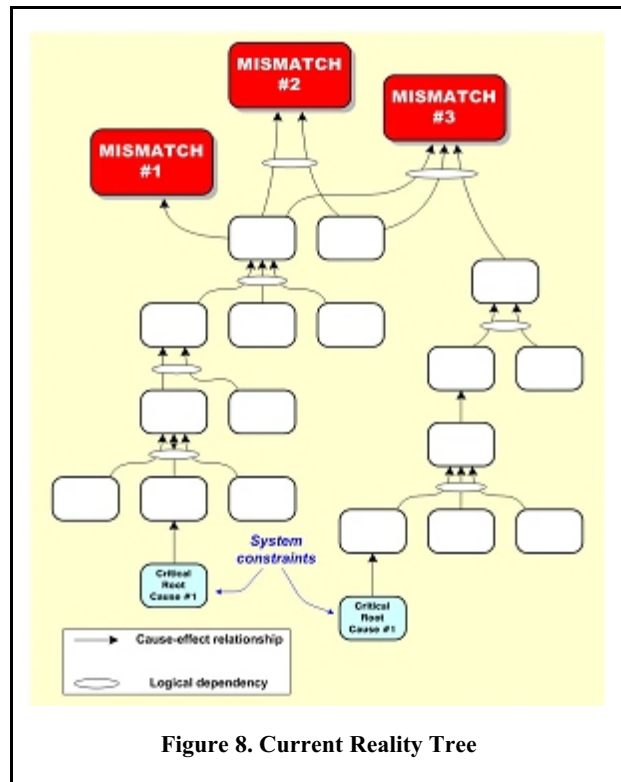 MISMATCH
#2
MISMATCH
#3
MISMATCH
#1
System
constraints
Critical
Root
Cause #1
Critical
Root
Cause #1
Cause-effect relationship
Logical dependency
Figure 8. Current Reality Tree